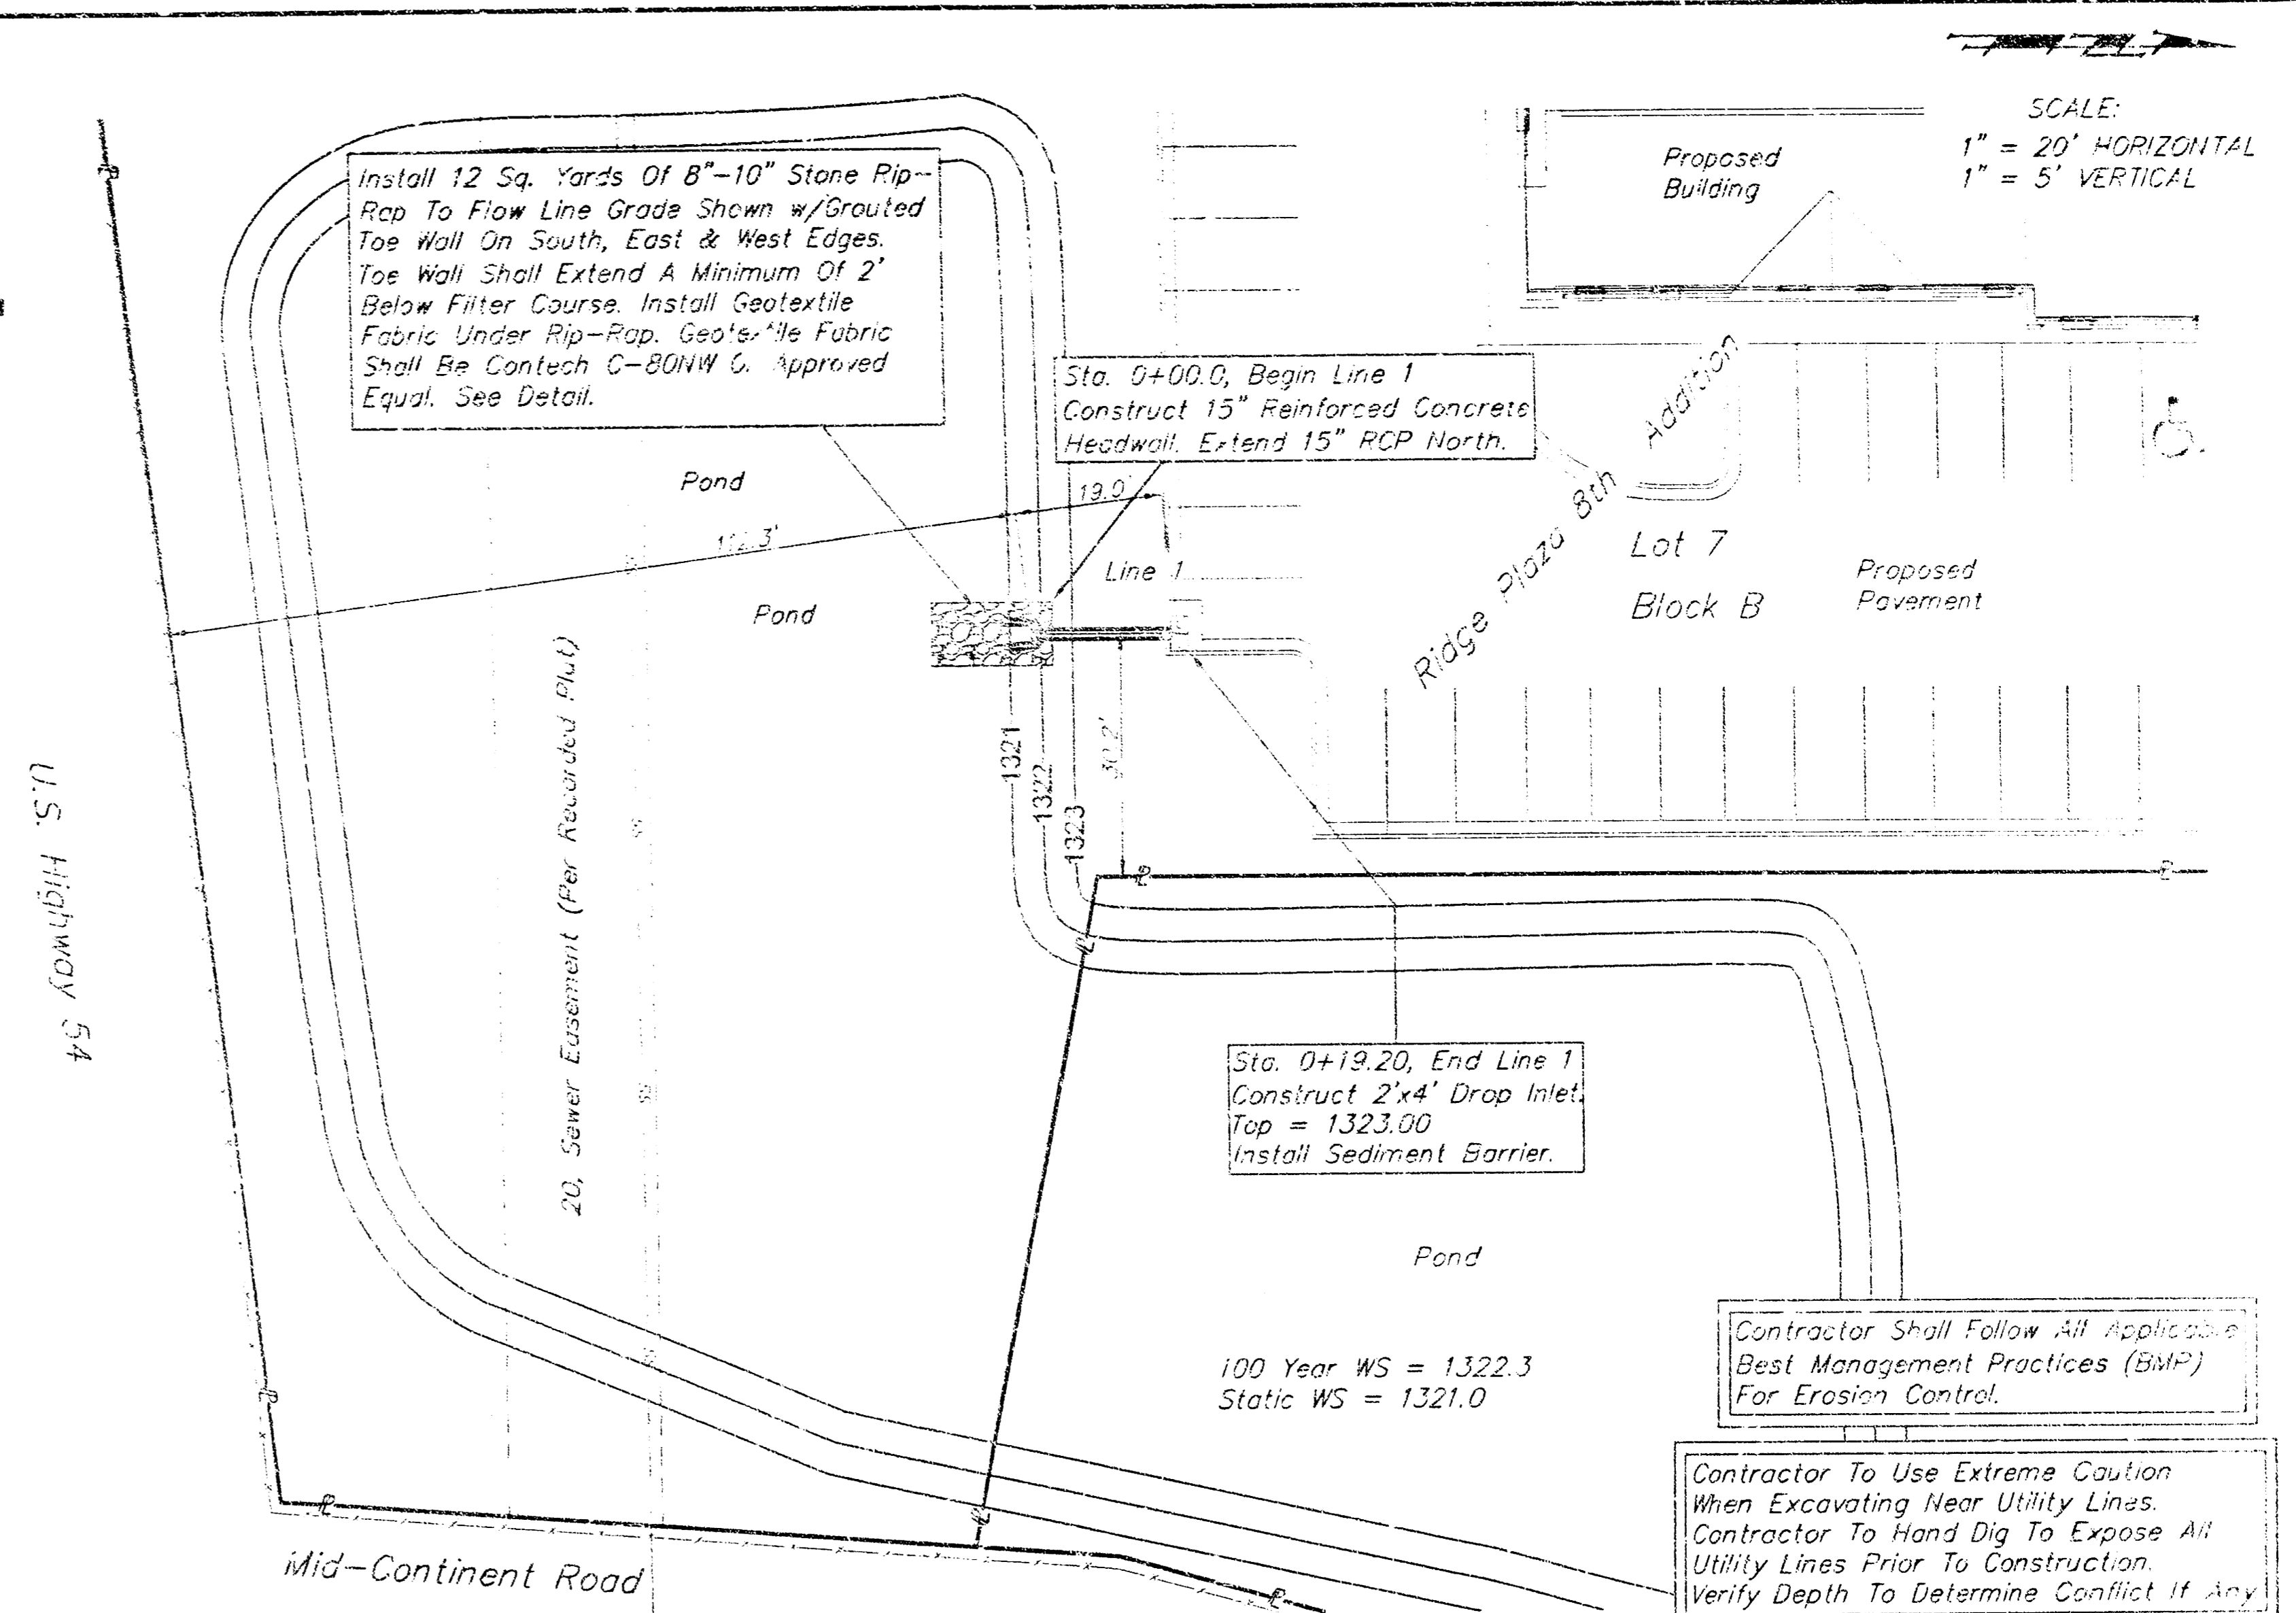 SCALE:
1" = 20' HORIZONTAL
1" = 5' VERTICAL
Proposed
Building
Install 12 Sq. Yards Of 8"-10" Stone Rip-
Rap To Flow Line Grade Shown w/Grouted
Toe Wall On South, East & West Edges.
Toe Wall Shall Extend A Minimum Of 2'
Below Filter Course. Install Geotextile
Fabric Under Rip-Rap. Geotextile Fabric
Shall Be Contech C-80NW Or Approved
Equal. See Detail.
Sta. 0+00.0, Begin Line 1
Construct 15" Reinforced Concrete
Headwall. Extend 15" RCP North.
Ridge Plaza 8th Addition
Pond
19.0'
Line 1
Lot 7
Block B
Proposed
Pavement
Pond
20' Sewer Easement (Per Recorded Plat)
1321
1322
1323
30.2'
U.S. Highway 54
Sta. 0+19.20, End Line 1
Construct 2'x4' Drop Inlet.
Top = 1323.00
Install Sediment Barrier.
Pond
100 Year WS = 1322.3
Static WS = 1321.0
Contractor Shall Follow All Applicable
Best Management Practices (BMP)
For Erosion Control.
Contractor To Use Extreme Caution
When Excavating Near Utility Lines.
Contractor To Hand Dig To Expose All
Utility Lines Prior To Construction.
Verify Depth To Determine Conflict If Any
Mid-Continent Road